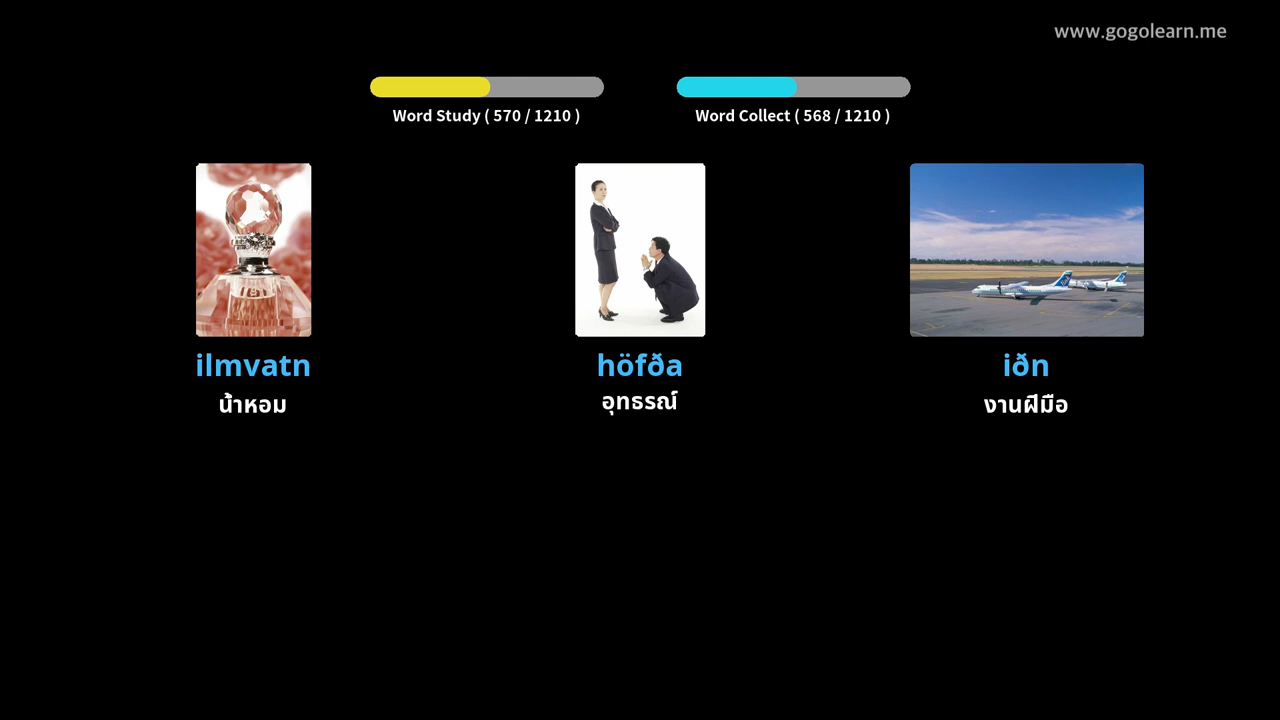 www.gogolearn.me
Word Study ( 570 / 1210 )
Word Collect ( 568 / 1210 )
ilmvatn
höfða
iðn
น้ำหอม
อุทธรณ์
งานฝีมือ